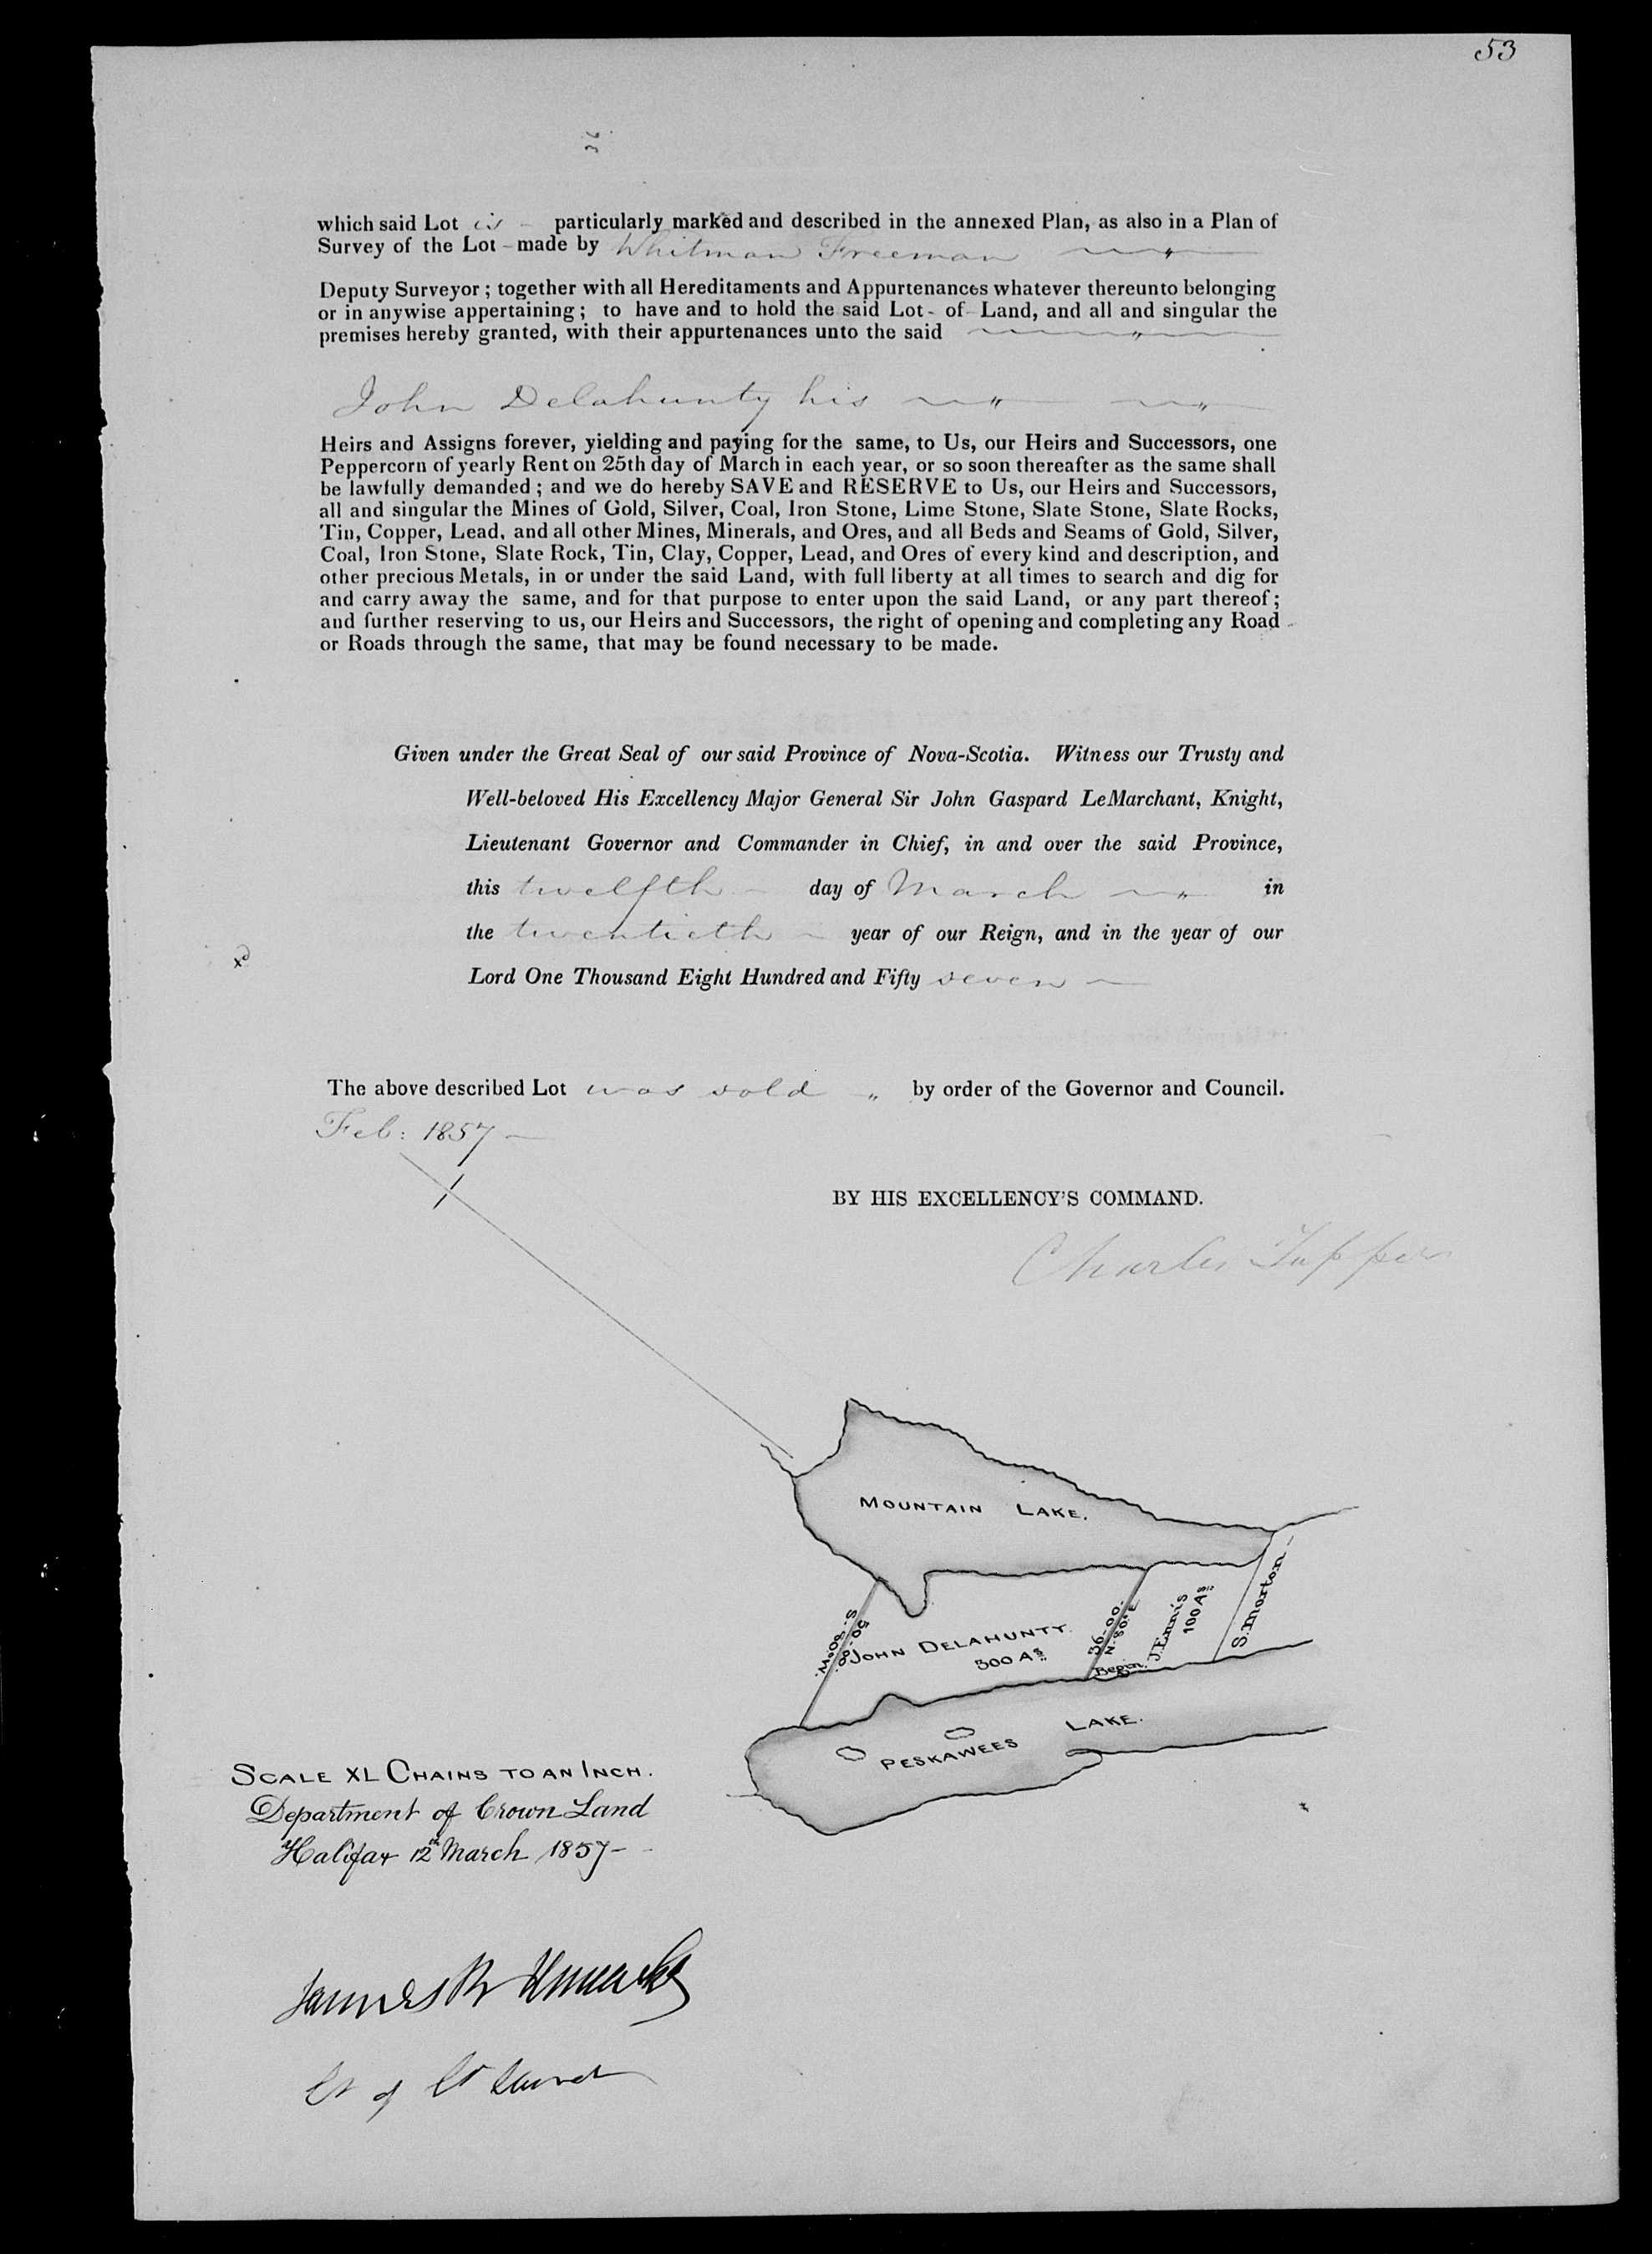 53
which said Lot is particularly marked and described in the annexed Plan, as also in a Plan of
Survey of the Lot made by Whitman Freeman
Deputy Surveyor; together with all Hereditaments and Appurtenances whatever thereunto belonging
or in anywise appertaining; to have and to hold the said Lot of Land, and all and singular the
premises hereby granted, with their appurtenances unto the said
John Delahunty his
Heirs and Assigns forever, yielding and paying for the same, to Us, our Heirs and Successors, one
Peppercorn of yearly Rent on 25th day of March in each year, or so soon thereafter as the same shall
be lawfully demanded; and we do hereby SAVE and RESERVE to Us, our Heirs and Successors,
all and singular the Mines of Gold, Silver, Coal, Iron Stone, Lime Stone, Slate Stone, Slate Rocks,
Tin, Copper, Lead, and all other Mines, Minerals, and Ores, and all Beds and Seams of Gold, Silver,
Coal, Iron Stone, Slate Rock, Tin, Clay, Copper, Lead, and Ores of every kind and description, and
other precious Metals, in or under the said Land, with full liberty at all times to search and dig for
and carry away the same, and for that purpose to enter upon the said Land, or any part thereof;
and further reserving to us, our Heirs and Successors, the right of opening and completing any Road
or Roads through the same, that may be found necessary to be made.
Given under the Great Seal of our said Province of Nova-Scotia. Witness our Trusty and
Well-beloved His Excellency Major General Sir John Gaspard LeMarchant, Knight,
Lieutenant Governor and Commander in Chief, in and over the said Province,
this twelfth day of March in
the twentieth year of our Reign, and in the year of our
Lord One Thousand Eight Hundred and Fifty seven
The above described Lot was sold by order of the Governor and Council.
Feb: 1857
BY HIS EXCELLENCY'S COMMAND.
Charles Tupper
MOUNTAIN LAKE.
S. 80° W.
50-00
JOHN DELAHUNTY.
300 As
36-00.
N. 80° E
Begin.
J. Ennis
100 As
S. Morton
PESKAWEES LAKE.
SCALE XL CHAINS TO AN INCH.
Department of Crown Land
Halifax 12th March 1857
James B Uniacke